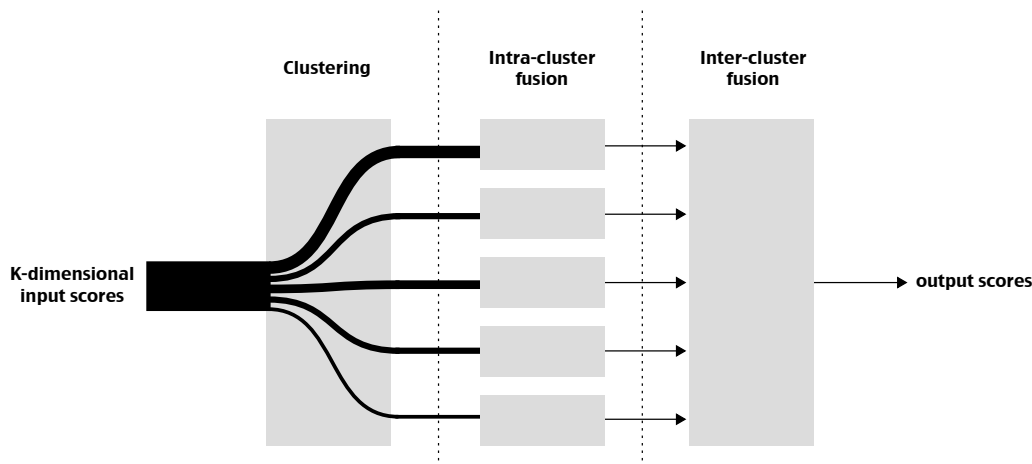 Clustering
Intra-cluster
fusion
Inter-cluster
fusion
K-dimensional
input scores
output scores